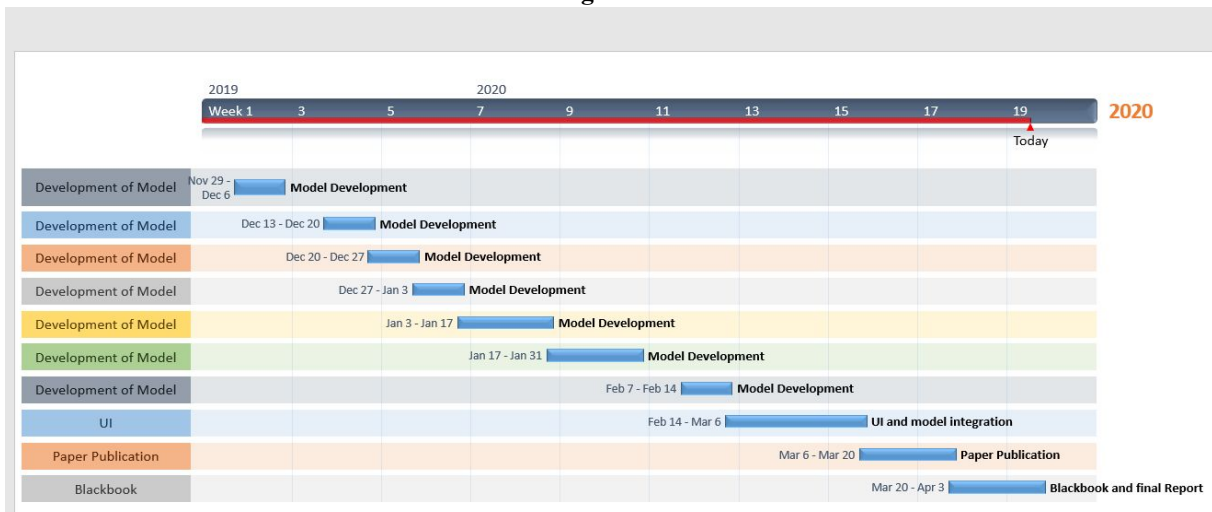 2019 2020
Week 1 3 5 7 9 11 13 15 17 19 2020
Today
Development of Model Nov 29 - Dec 6 Model Development
Development of Model Dec 13 - Dec 20 Model Development
Development of Model Dec 20 - Dec 27 Model Development
Development of Model Dec 27 - Jan 3 Model Development
Development of Model Jan 3 - Jan 17 Model Development
Development of Model Jan 17 - Jan 31 Model Development
Development of Model Feb 7 - Feb 14 Model Development
UI Feb 14 - Mar 6 UI and model integration
Paper Publication Mar 6 - Mar 20 Paper Publication
Blackbook Mar 20 - Apr 3 Blackbook and final Report